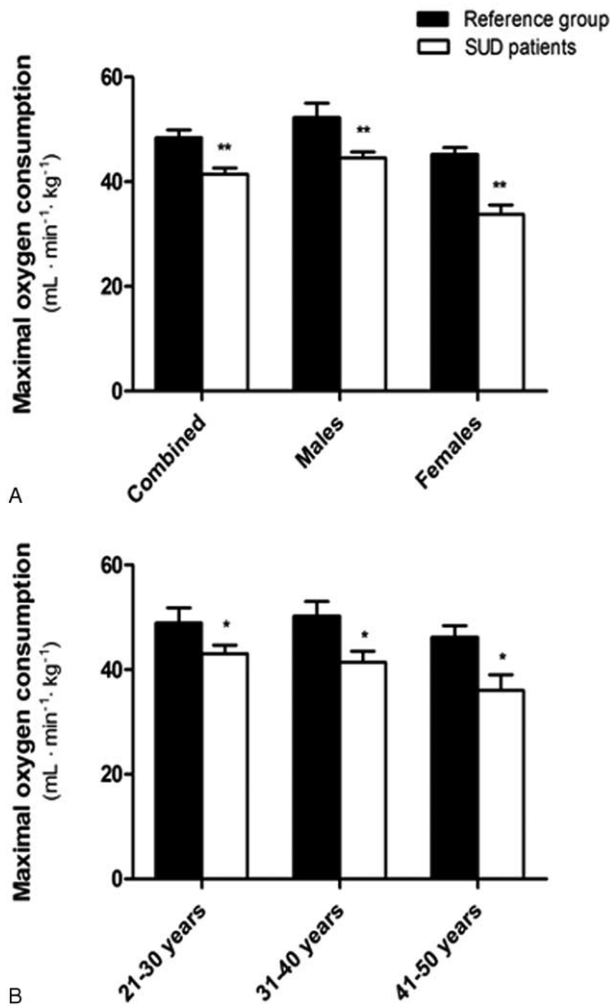 Reference group
SUD patients
Maximal oxygen consumption
(mL · min⁻¹· kg⁻¹)
60
40
20
0
**
**
**
Combined
Males
Females
A
Maximal oxygen consumption
(mL · min⁻¹· kg⁻¹)
60
40
20
0
*
*
*
21-30 years
31-40 years
41-50 years
B